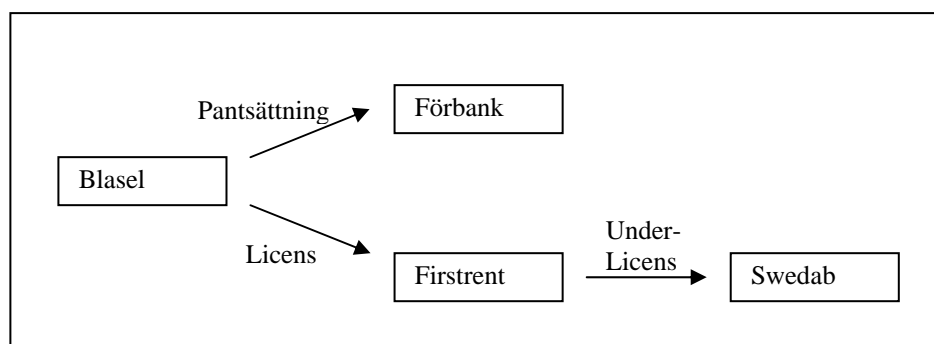 Pantsättning
Förbank
Blasel
Licens
Firstrent
Under-
Licens
Swedab